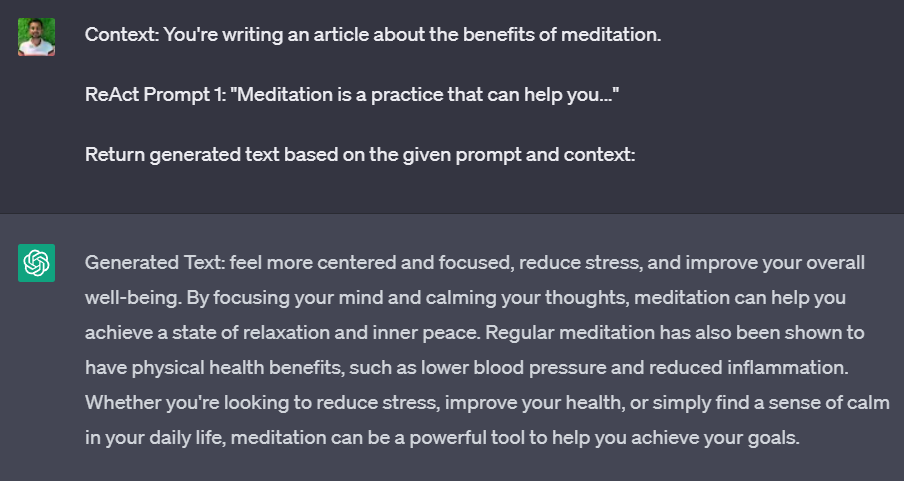 Context: You're writing an article about the benefits of meditation.
ReAct Prompt 1: "Meditation is a practice that can help you..."
Return generated text based on the given prompt and context:
Generated Text: feel more centered and focused, reduce stress, and improve your overall
well-being. By focusing your mind and calming your thoughts, meditation can help you
achieve a state of relaxation and inner peace. Regular meditation has also been shown to
have physical health benefits, such as lower blood pressure and reduced inflammation.
Whether you're looking to reduce stress, improve your health, or simply find a sense of calm
in your daily life, meditation can be a powerful tool to help you achieve your goals.